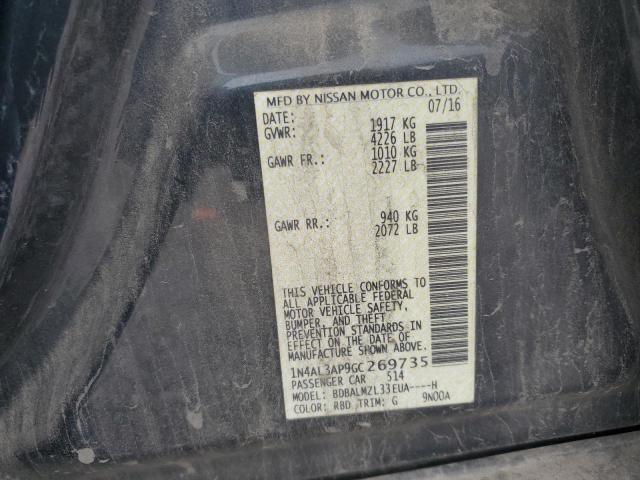 MFD BY NISSAN MOTOR CO., LTD.
DATE: 07/16
GVWR: 1917 KG
4226 LB
GAWR FR.: 1010 KG
2227 LB
GAWR RR.: 940 KG
2072 LB
THIS VEHICLE CONFORMS TO
ALL APPLICABLE FEDERAL
MOTOR VEHICLE SAFETY,
BUMPER, AND THEFT
PREVENTION STANDARDS IN
EFFECT ON THE DATE OF
MANUFACTURE SHOWN ABOVE.
1N4AL3AP9GC269735
PASSENGER CAR 514
MODEL: BDBALMZL33EUA----H
COLOR: RBD TRIM: G 9N00A